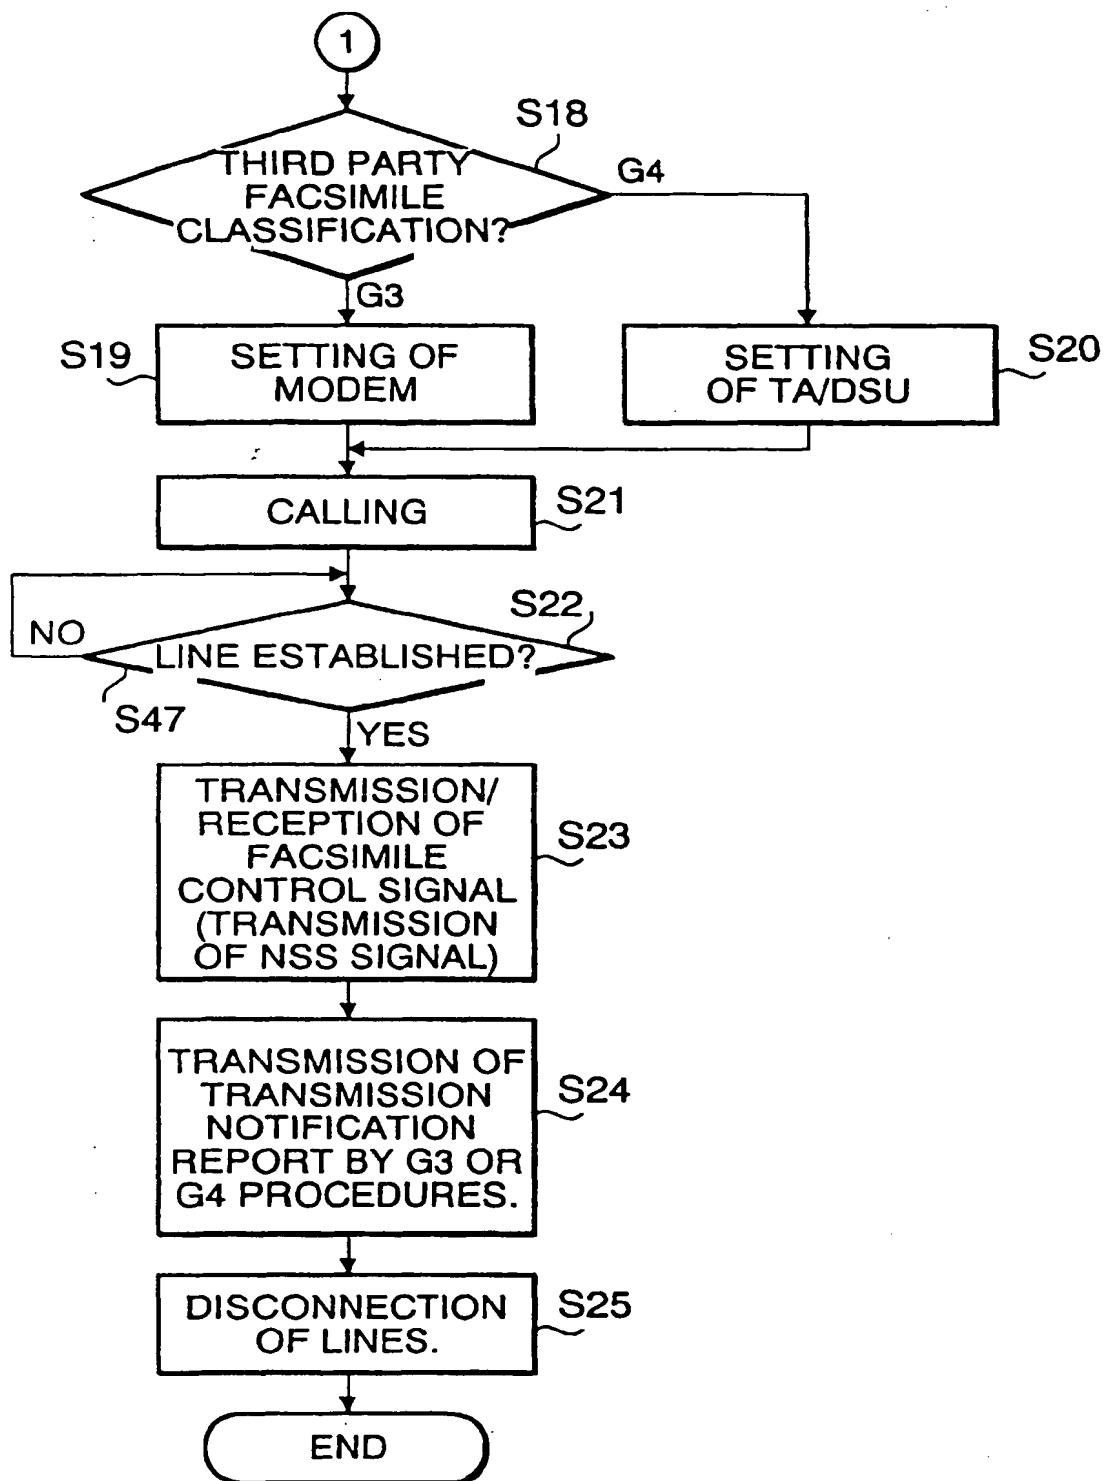 1
S18
THIRD PARTY
FACSIMILE
CLASSIFICATION?
G4
G3
S19
SETTING OF
MODEM
SETTING
OF TA/DSU
S20
CALLING
S21
S22
NO
LINE ESTABLISHED?
S47
YES
TRANSMISSION/
RECEPTION OF
FACSIMILE
CONTROL SIGNAL
(TRANSMISSION
OF NSS SIGNAL)
S23
TRANSMISSION OF
TRANSMISSION
NOTIFICATION
REPORT BY G3 OR
G4 PROCEDURES.
S24
DISCONNECTION
OF LINES.
S25
END